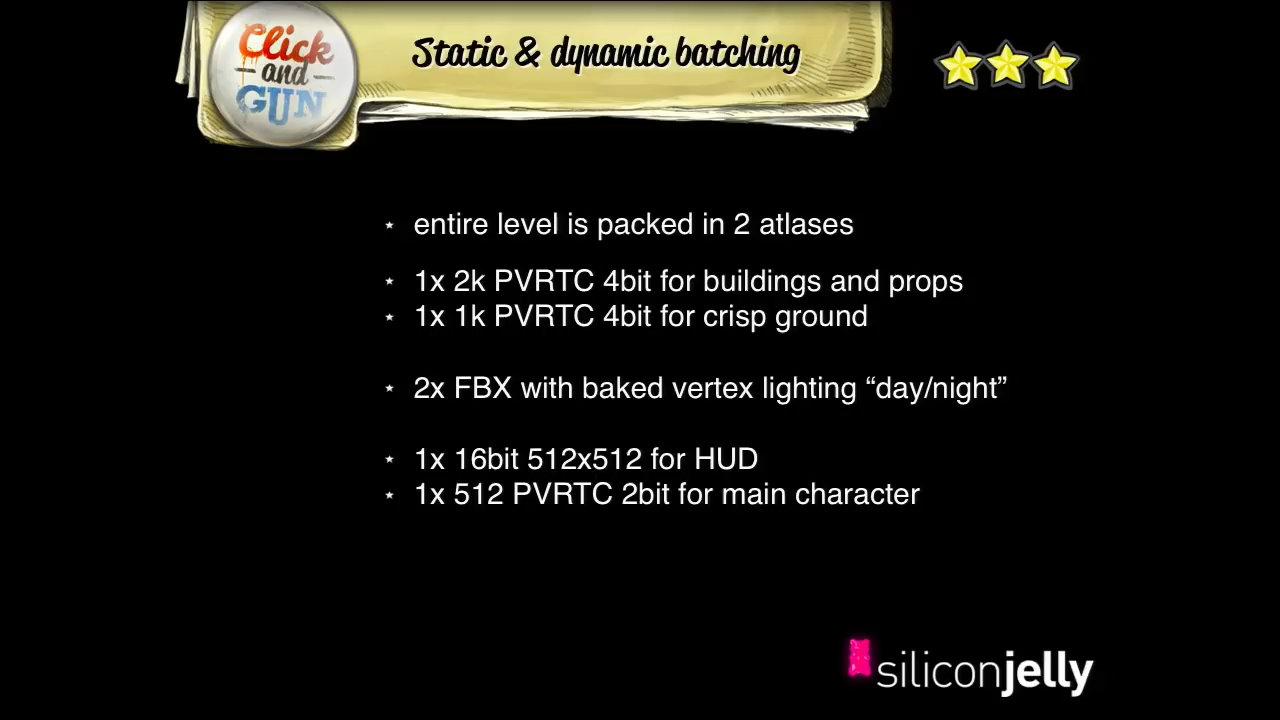 Click
and
GUN
Static & dynamic batching
entire level is packed in 2 atlases
1x 2k PVRTC 4bit for buildings and props
1x 1k PVRTC 4bit for crisp ground
2x FBX with baked vertex lighting “day/night”
1x 16bit 512x512 for HUD
1x 512 PVRTC 2bit for main character
siliconjelly